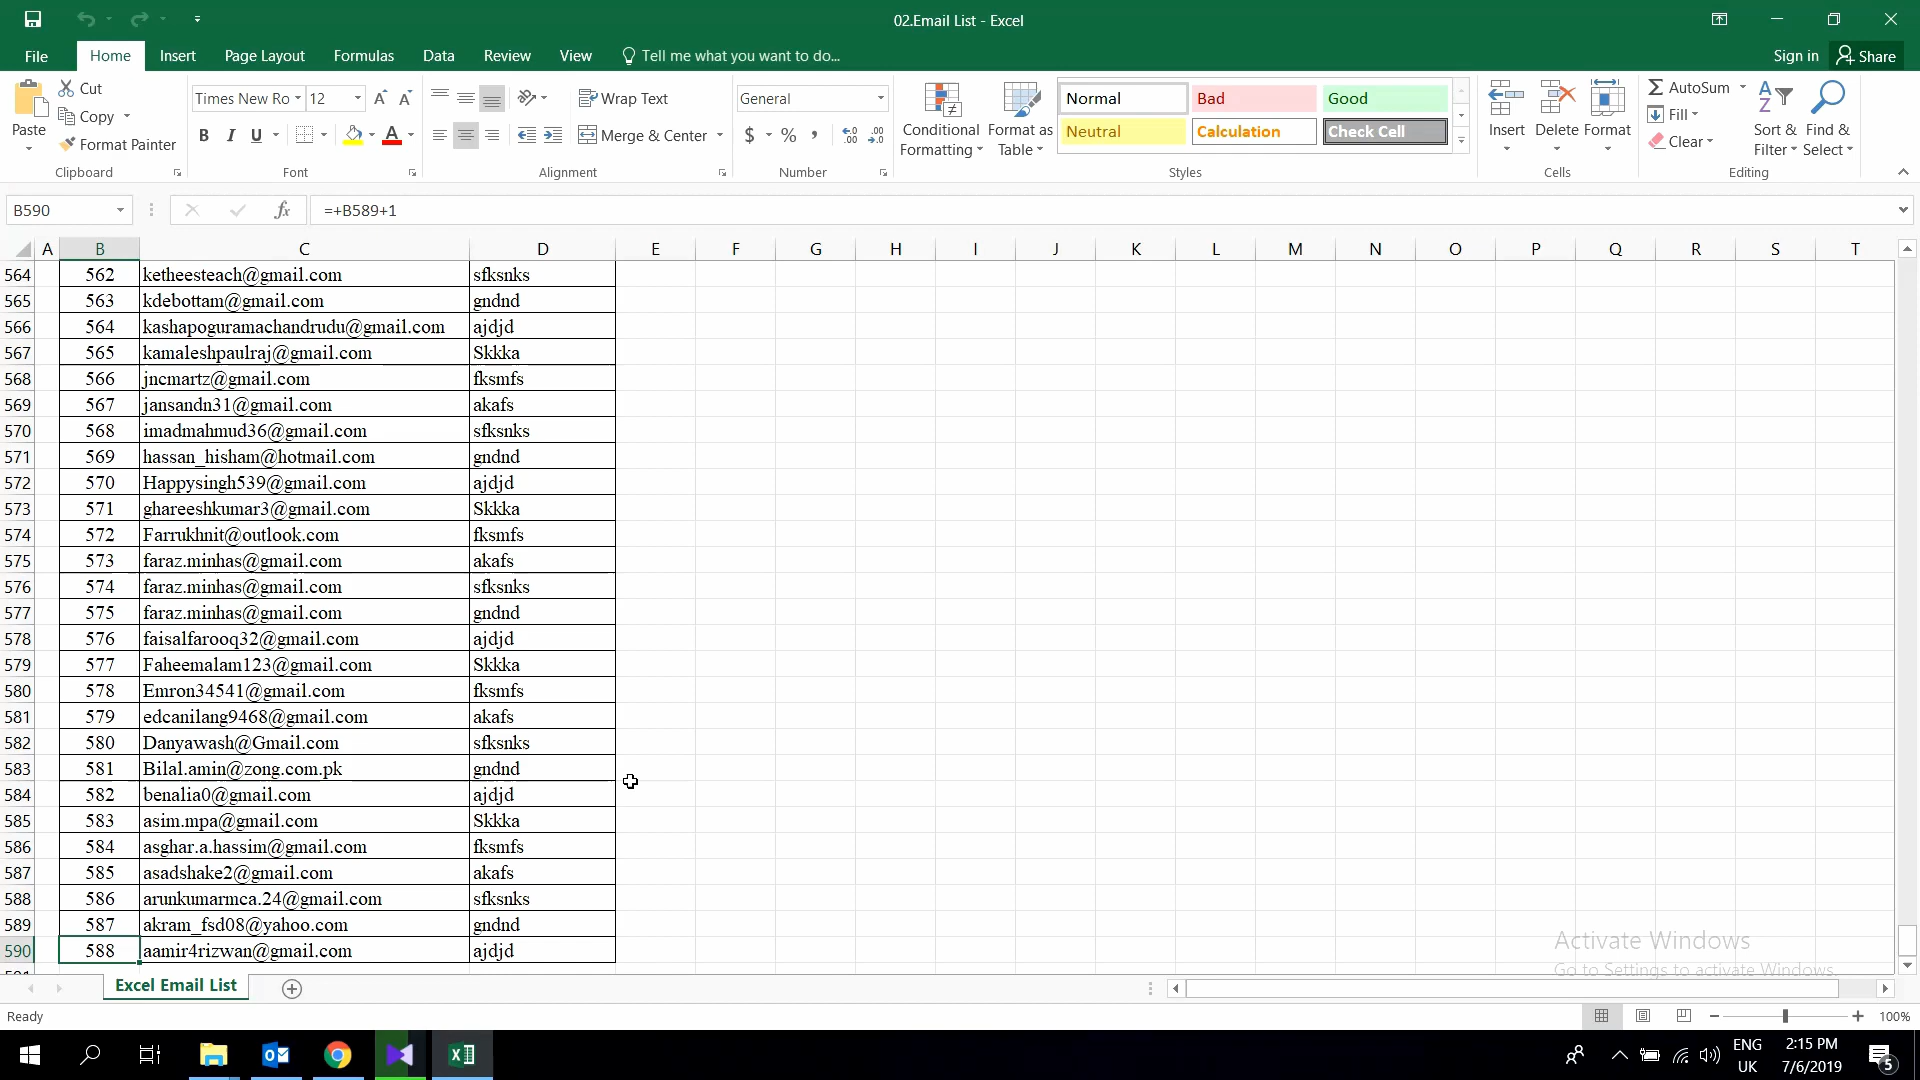 02.Email List - Excel
File Home Insert Page Layout Formulas Data Review View Tell me what you want to do... Sign in Share
Paste Cut Copy Format Painter Clipboard
Times New Ro 12 B I U A Font
Wrap Text Merge & Center Alignment
General $ % , Number
Conditional Formatting Format as Table
Normal Bad Good
Neutral Calculation Check Cell
Styles
Insert Delete Format Cells
AutoSum Fill Clear Sort & Filter Find & Select Editing
B590 fx =+B589+1
A B C D E F G H I J K L M N O P Q R S T
564 562 ketheesteach@gmail.com sfksnks
565 563 kdebottam@gmail.com gndnd
566 564 kashapoguramachandrudu@gmail.com ajdjd
567 565 kamaleshpaulraj@gmail.com Skkka
568 566 jncmartz@gmail.com fksmfs
569 567 jansandn31@gmail.com akafs
570 568 imadmahmud36@gmail.com sfksnks
571 569 hassan_hisham@hotmail.com gndnd
572 570 Happysingh539@gmail.com ajdjd
573 571 ghareeshkumar3@gmail.com Skkka
574 572 Farrukhnit@outlook.com fksmfs
575 573 faraz.minhas@gmail.com akafs
576 574 faraz.minhas@gmail.com sfksnks
577 575 faraz.minhas@gmail.com gndnd
578 576 faisalfarooq32@gmail.com ajdjd
579 577 Faheemalam123@gmail.com Skkka
580 578 Emron34541@gmail.com fksmfs
581 579 edcanilang9468@gmail.com akafs
582 580 Danyawash@Gmail.com sfksnks
583 581 Bilal.amin@zong.com.pk gndnd
584 582 benalia0@gmail.com ajdjd
585 583 asim.mpa@gmail.com Skkka
586 584 asghar.a.hassim@gmail.com fksmfs
587 585 asadshake2@gmail.com akafs
588 586 arunkumarmca.24@gmail.com sfksnks
589 587 akram_fsd08@yahoo.com gndnd
590 588 aamir4rizwan@gmail.com ajdjd
Activate Windows
Go to Settings to activate Windows.
Excel Email List
Ready 100%
ENG UK 2:15 PM 7/6/2019 5